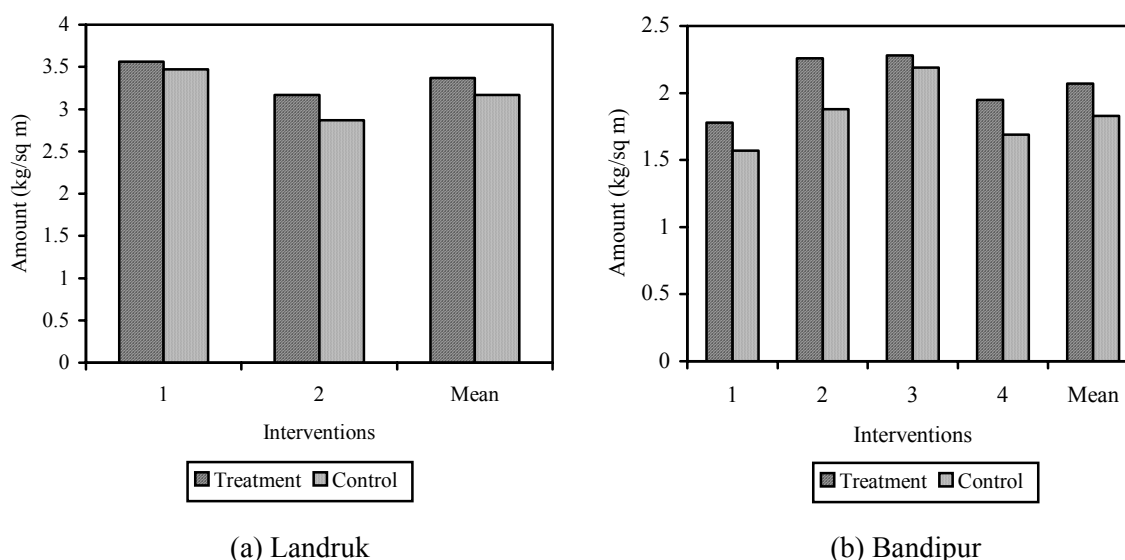 4
3.5
3
2.5
2
1.5
1
0.5
0
Amount (kg/sq m)
1 2 Mean
Interventions
Treatment Control
(a) Landruk
2.5
2
1.5
1
0.5
0
Amount (kg/sq m)
1 2 3 4 Mean
Interventions
Treatment Control
(b) Bandipur